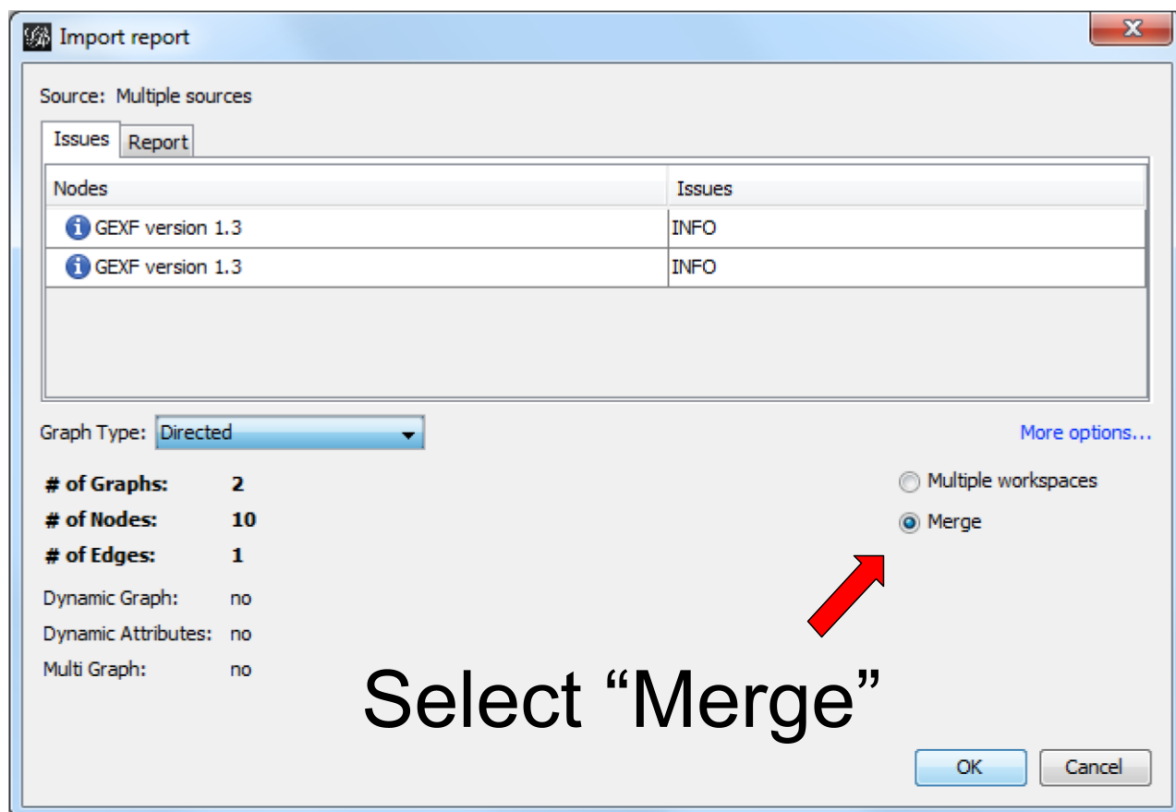 Import report
Source: Multiple sources
Issues Report
Nodes Issues
GEXF version 1.3 INFO
GEXF version 1.3 INFO
Graph Type: Directed More options...
# of Graphs: 2 Multiple workspaces
# of Nodes: 10 Merge
# of Edges: 1
Dynamic Graph: no
Dynamic Attributes: no
Multi Graph: no
Select “Merge”
OK Cancel